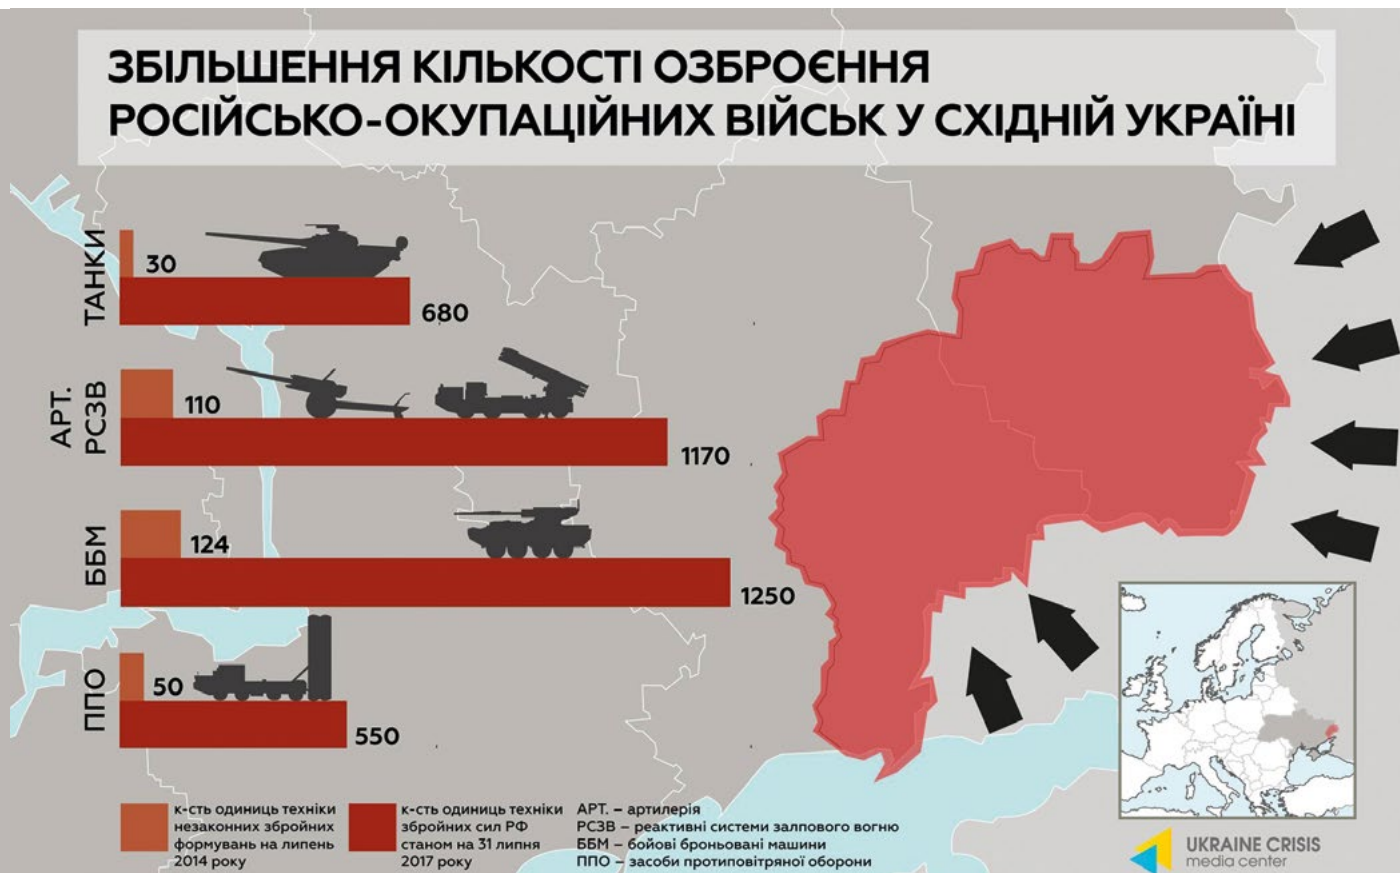 ЗБІЛЬШЕННЯ КІЛЬКОСТІ ОЗБРОЄННЯ
РОСІЙСЬКО-ОКУПАЦІЙНИХ ВІЙСЬК У СХІДНІЙ УКРАЇНІ
ТАНКИ
30
680
АРТ.
РСЗВ
110
1170
ББМ
124
1250
ППО
50
550
к-сть одиниць техніки
незаконних збройних
формувань на липень
2014 року
к-сть одиниць техніки
збройних сил РФ
станом на 31 липня
2017 року
АРТ. – артилерія
РСЗВ – реактивні системи залпового вогню
ББМ – бойові броньовані машини
ППО – засоби протиповітряної оборони
UKRAINE CRISIS
media center